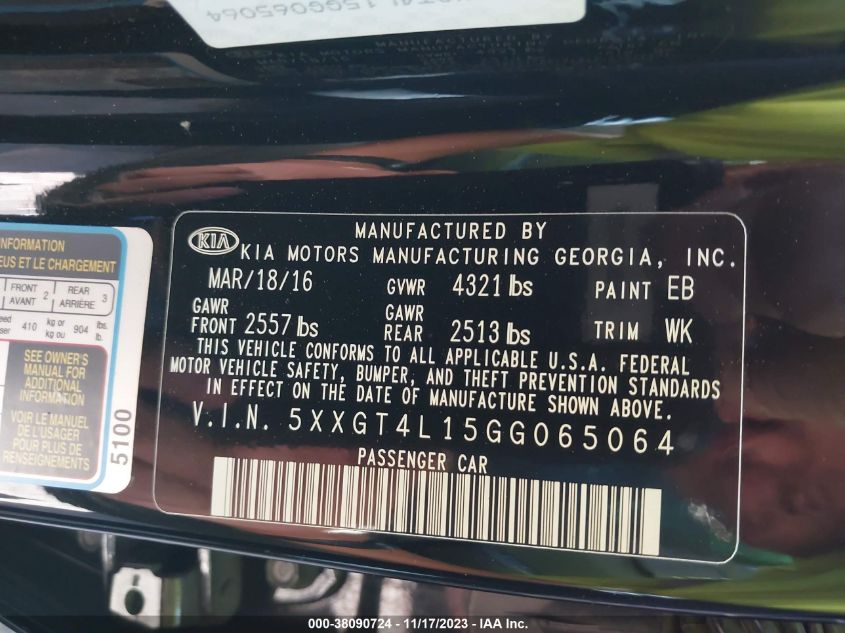 T4L15GG065064
INFORMATION
EUS ET LE CHARGEMENT
FRONT 2 REAR 3
AVANT ARRIÈRE
410 kg or 904 lbs.
kg ou lb.
SEE OWNER'S
MANUAL FOR
ADDITIONAL
INFORMATION
VOIR LE MANUEL
DE L'USAGER
POUR PLUS DE
RENSEIGNEMENTS
5100
MANUFACTURED BY
KIA KIA MOTORS MANUFACTURING GEORGIA, INC.
MAR/18/16 GVWR 4321 lbs PAINT EB
GAWR GAWR
FRONT 2557 lbs REAR 2513 lbs TRIM WK
THIS VEHICLE CONFORMS TO ALL APPLICABLE U.S.A. FEDERAL
MOTOR VEHICLE SAFETY, BUMPER, AND THEFT PREVENTION STANDARDS
IN EFFECT ON THE DATE OF MANUFACTURE SHOWN ABOVE.
V.I.N. 5XXGT4L15GG065064
PASSENGER CAR
000-38090724 - 11/17/2023 - IAA Inc.